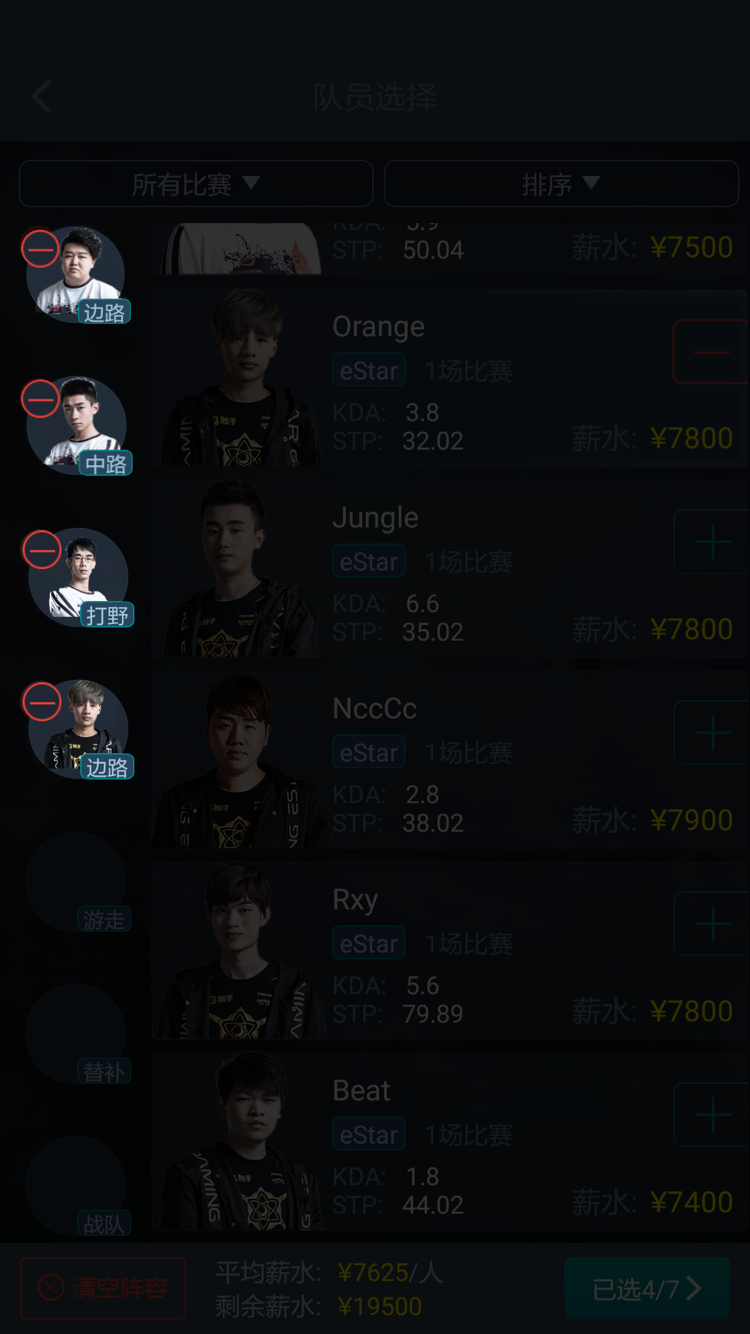 队员选择
所有比赛
排序
KDA: 3.9
STP: 50.04
薪水: ¥7500
边路
Orange
eStar
1场比赛
KDA: 3.8
STP: 32.02
薪水: ¥7800
中路
Jungle
eStar
1场比赛
KDA: 6.6
STP: 35.02
薪水: ¥7800
打野
NccCc
eStar
1场比赛
KDA: 2.8
STP: 38.02
薪水: ¥7900
边路
Rxy
eStar
1场比赛
KDA: 5.6
STP: 79.89
薪水: ¥7800
游走
替补
Beat
eStar
1场比赛
KDA: 1.8
STP: 44.02
薪水: ¥7400
战队
清空阵容
平均薪水: ¥7625/人
剩余薪水: ¥19500
已选4/7